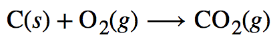 C(s) + O₂(g) ⟶ CO₂(g)